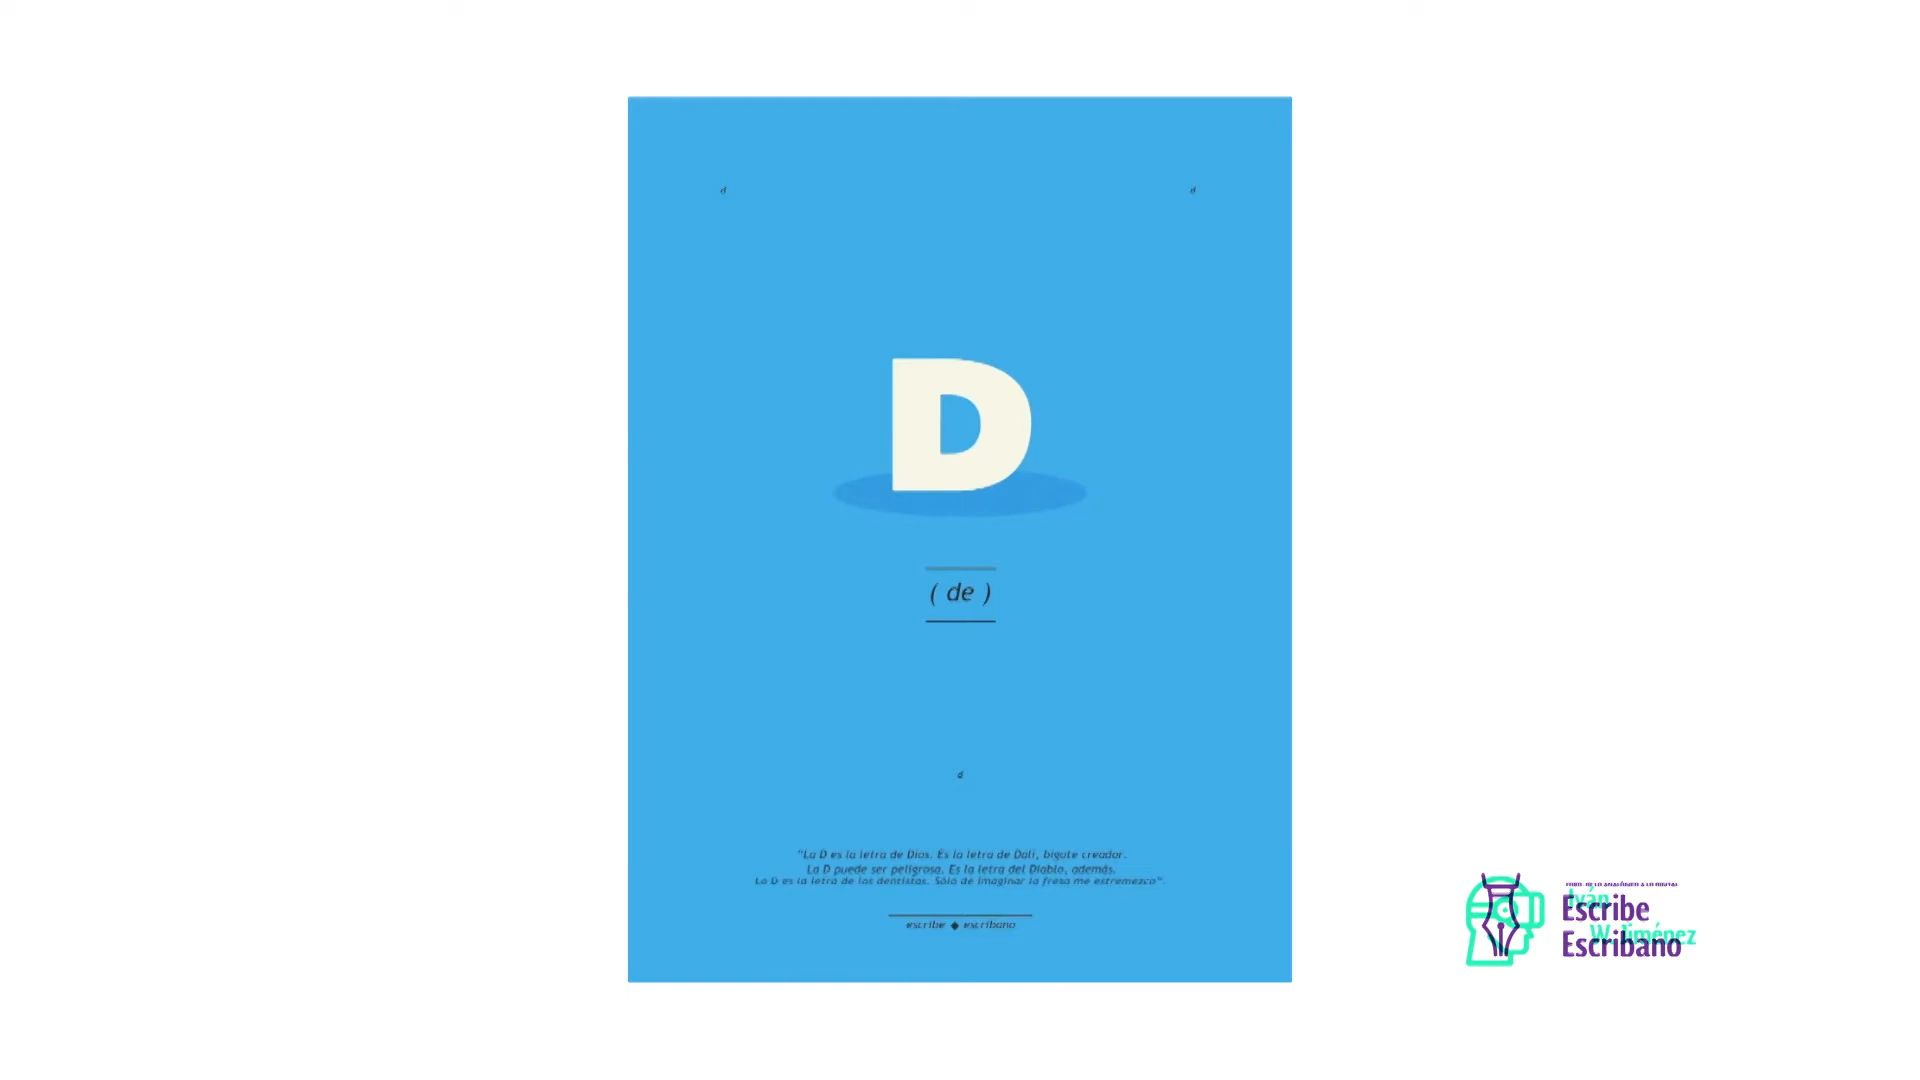 d d
D
( de )
d
"La D es la letra de Dios. Es la letra de Dalí, bigote creador.
La D puede ser peligrosa. Es la letra del Diablo, además.
La D es la letra de los dentistas. Sólo de imaginar la fresa me estremezco".
escribe ◆ escribano
Iván
Escribe
W. Jiménez
Escribano